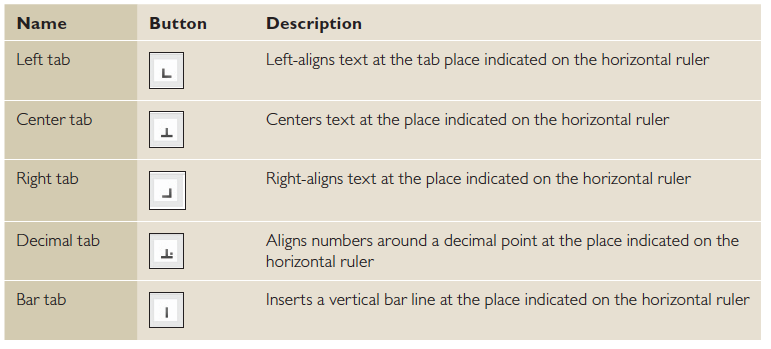 Name Button Description
Left tab Left-aligns text at the tab place indicated on the horizontal ruler
Center tab Centers text at the place indicated on the horizontal ruler
Right tab Right-aligns text at the place indicated on the horizontal ruler
Decimal tab Aligns numbers around a decimal point at the place indicated on the
horizontal ruler
Bar tab Inserts a vertical bar line at the place indicated on the horizontal ruler